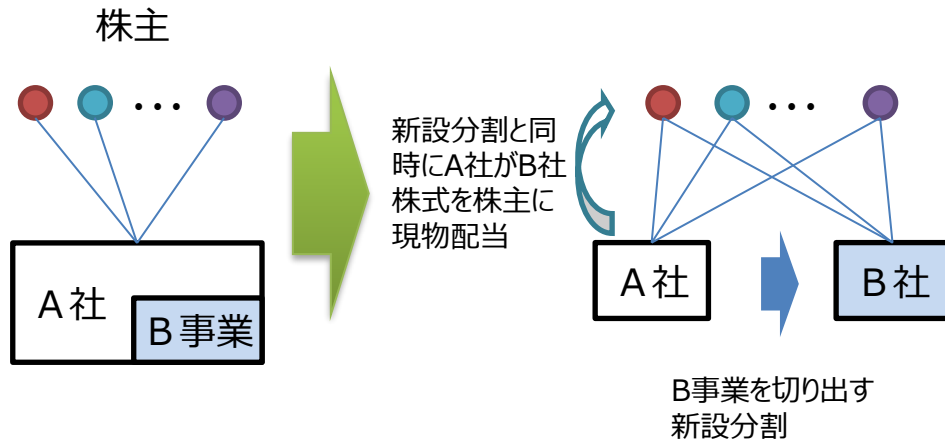 株主
・・・
・・・
新設分割と同
時にA社がB社
株式を株主に
現物配当
A社
B事業
A社
B社
B事業を切り出す
新設分割